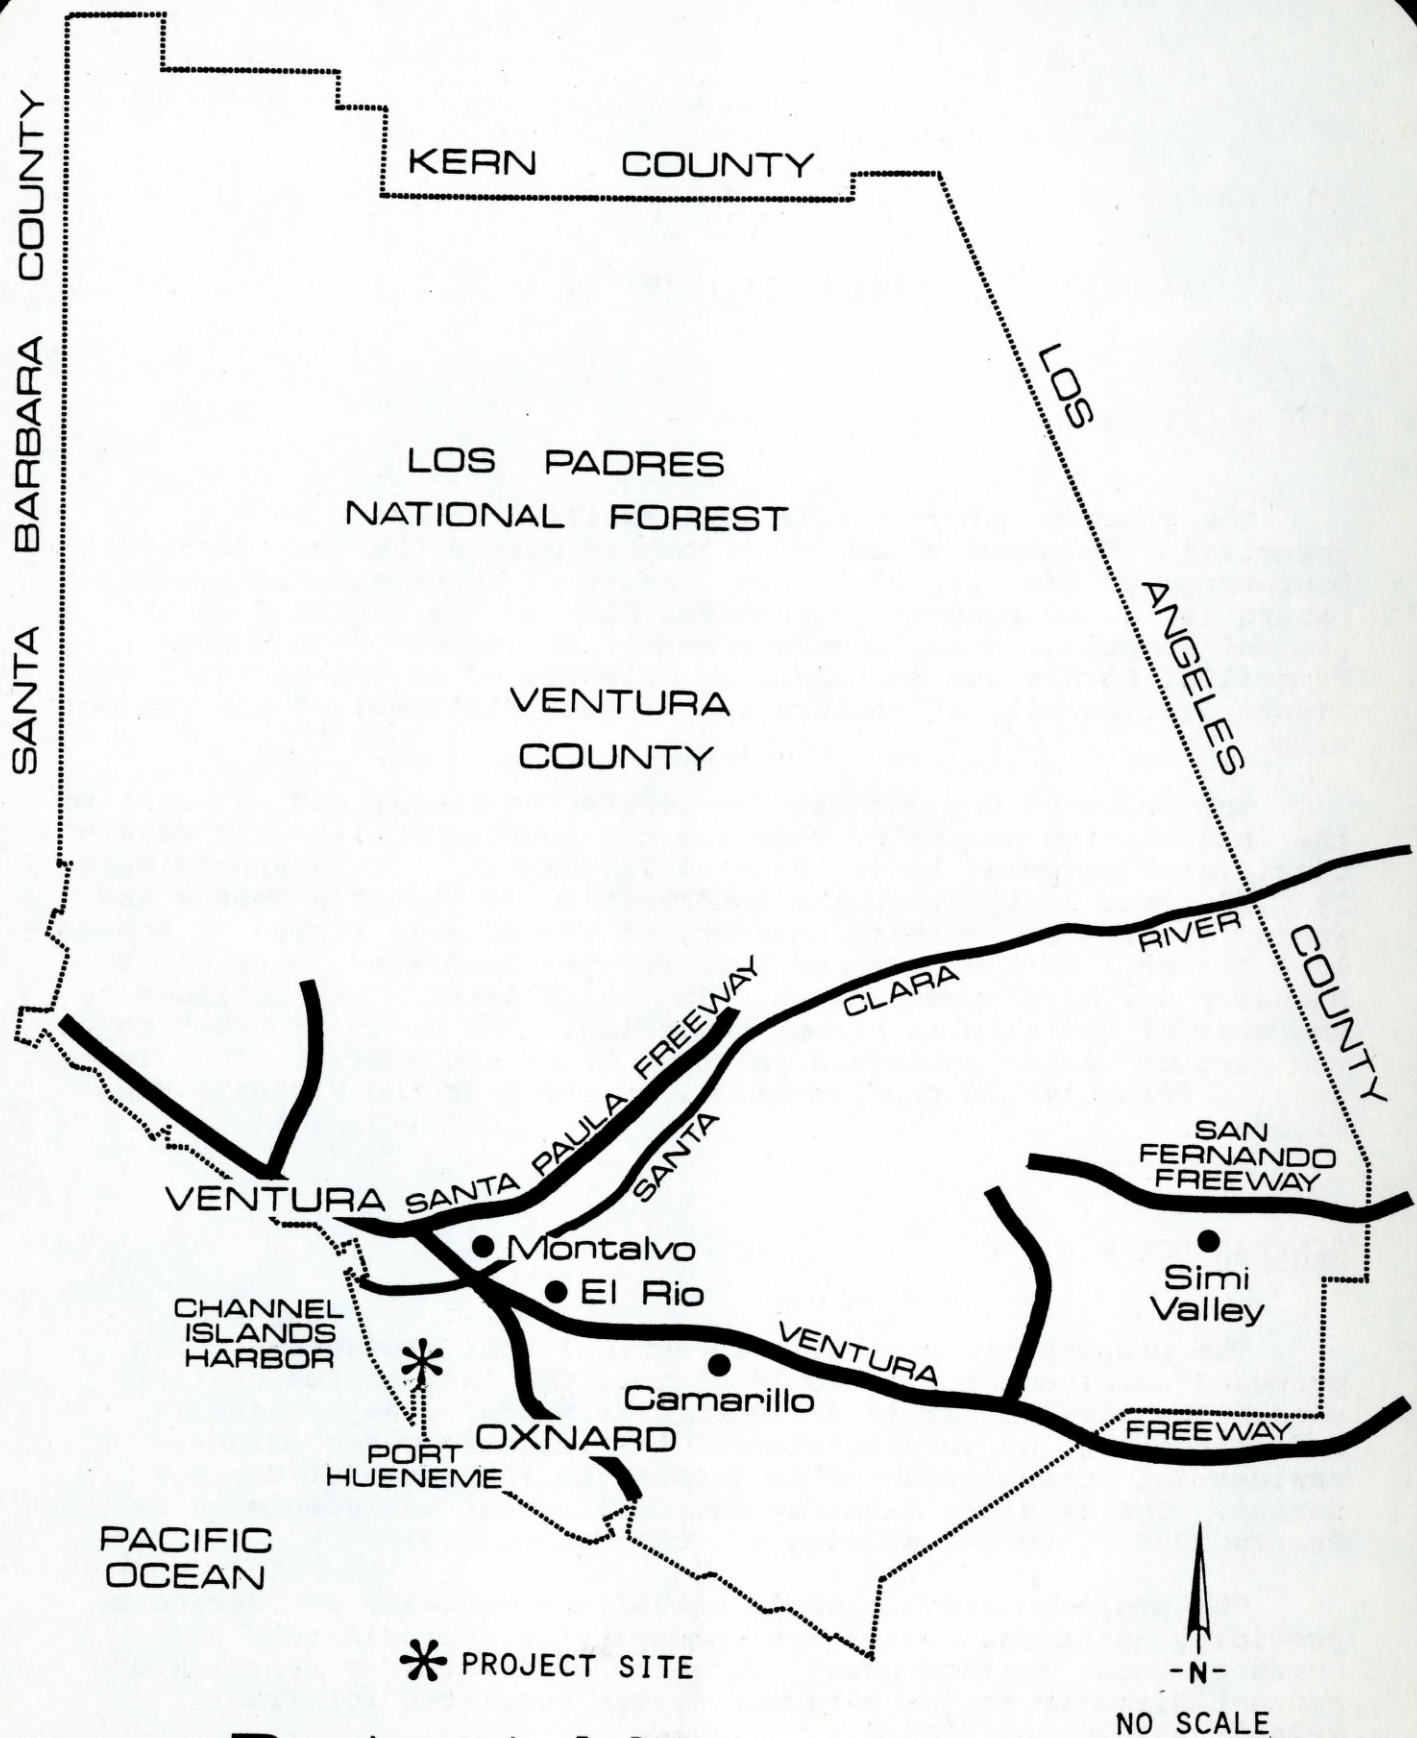 KERN COUNTY
SANTA BARBARA COUNTY
LOS ANGELES COUNTY
LOS PADRES
NATIONAL FOREST
VENTURA
COUNTY
SANTA CLARA RIVER
SANTA PAULA FREEWAY
SAN
FERNANDO
FREEWAY
VENTURA
Montalvo
El Rio
Simi
Valley
CHANNEL
ISLANDS
HARBOR
VENTURA FREEWAY
Camarillo
OXNARD
PORT
HUENEME
PACIFIC
OCEAN
PROJECT SITE
-N-
NO SCALE